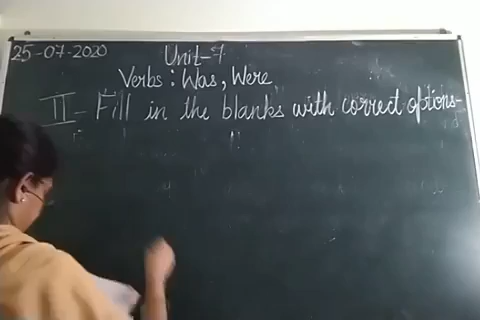 25-07-2020
Unit-7
Verbs : Was, Were
II- Fill in the blanks with correct options-